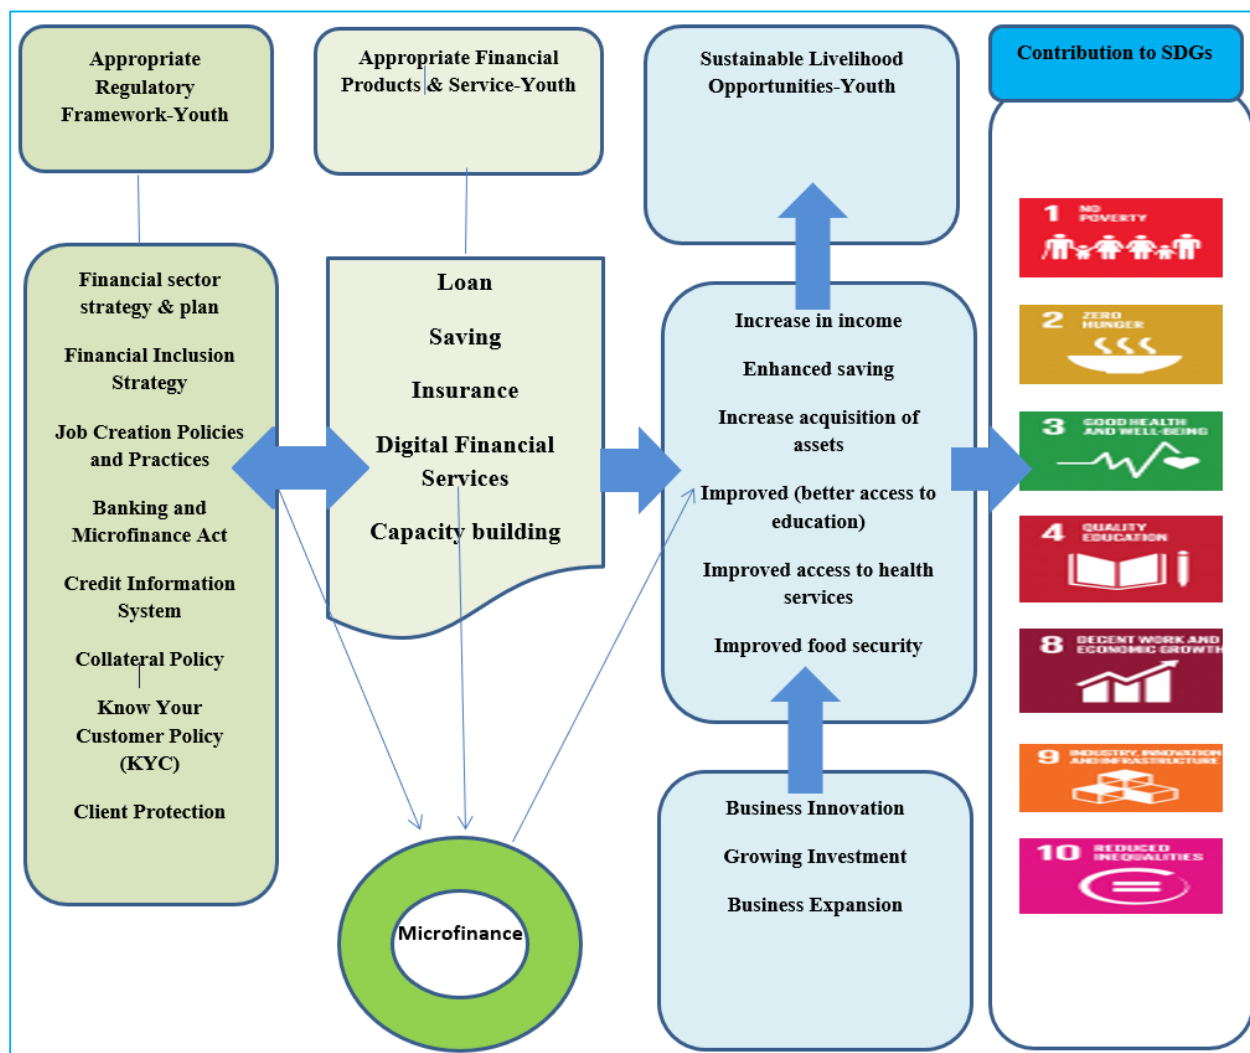 Appropriate
Regulatory
Framework-Youth
Appropriate Financial
Products & Service-Youth
Sustainable Livelihood
Opportunities-Youth
Contribution to SDGs
Financial sector
strategy & plan
Financial Inclusion
Strategy
Job Creation Policies
and Practices
Banking and
Microfinance Act
Credit Information
System
Collateral Policy
Know Your
Customer Policy
(KYC)
Client Protection
Loan
Saving
Insurance
Digital Financial
Services
Capacity building
Microfinance
Increase in income
Enhanced saving
Increase acquisition of
assets
Improved (better access to
education)
Improved access to health
services
Improved food security
Business Innovation
Growing Investment
Business Expansion
1 NO
POVERTY
2 ZERO
HUNGER
3 GOOD HEALTH
AND WELL-BEING
4 QUALITY
EDUCATION
8 DECENT WORK AND
ECONOMIC GROWTH
9 INDUSTRY, INNOVATION
AND INFRASTRUCTURE
10 REDUCED
INEQUALITIES